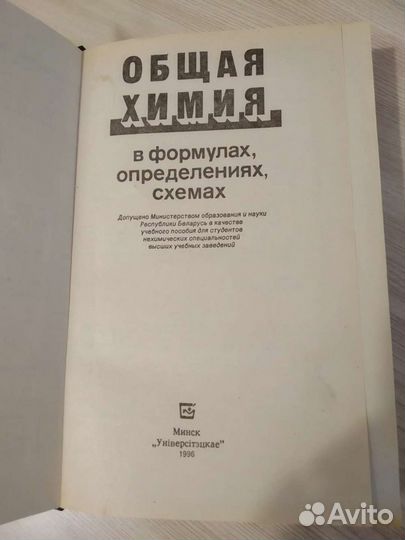 ОБЩАЯ
ХИМИЯ
в формулах,
определениях,
схемах
Допущено Министерством образования и науки
Республики Беларусь в качестве
учебного пособия для студентов
нехимических специальностей
высших учебных заведений
Минск
„Універсітэцкае"
1996
Avito